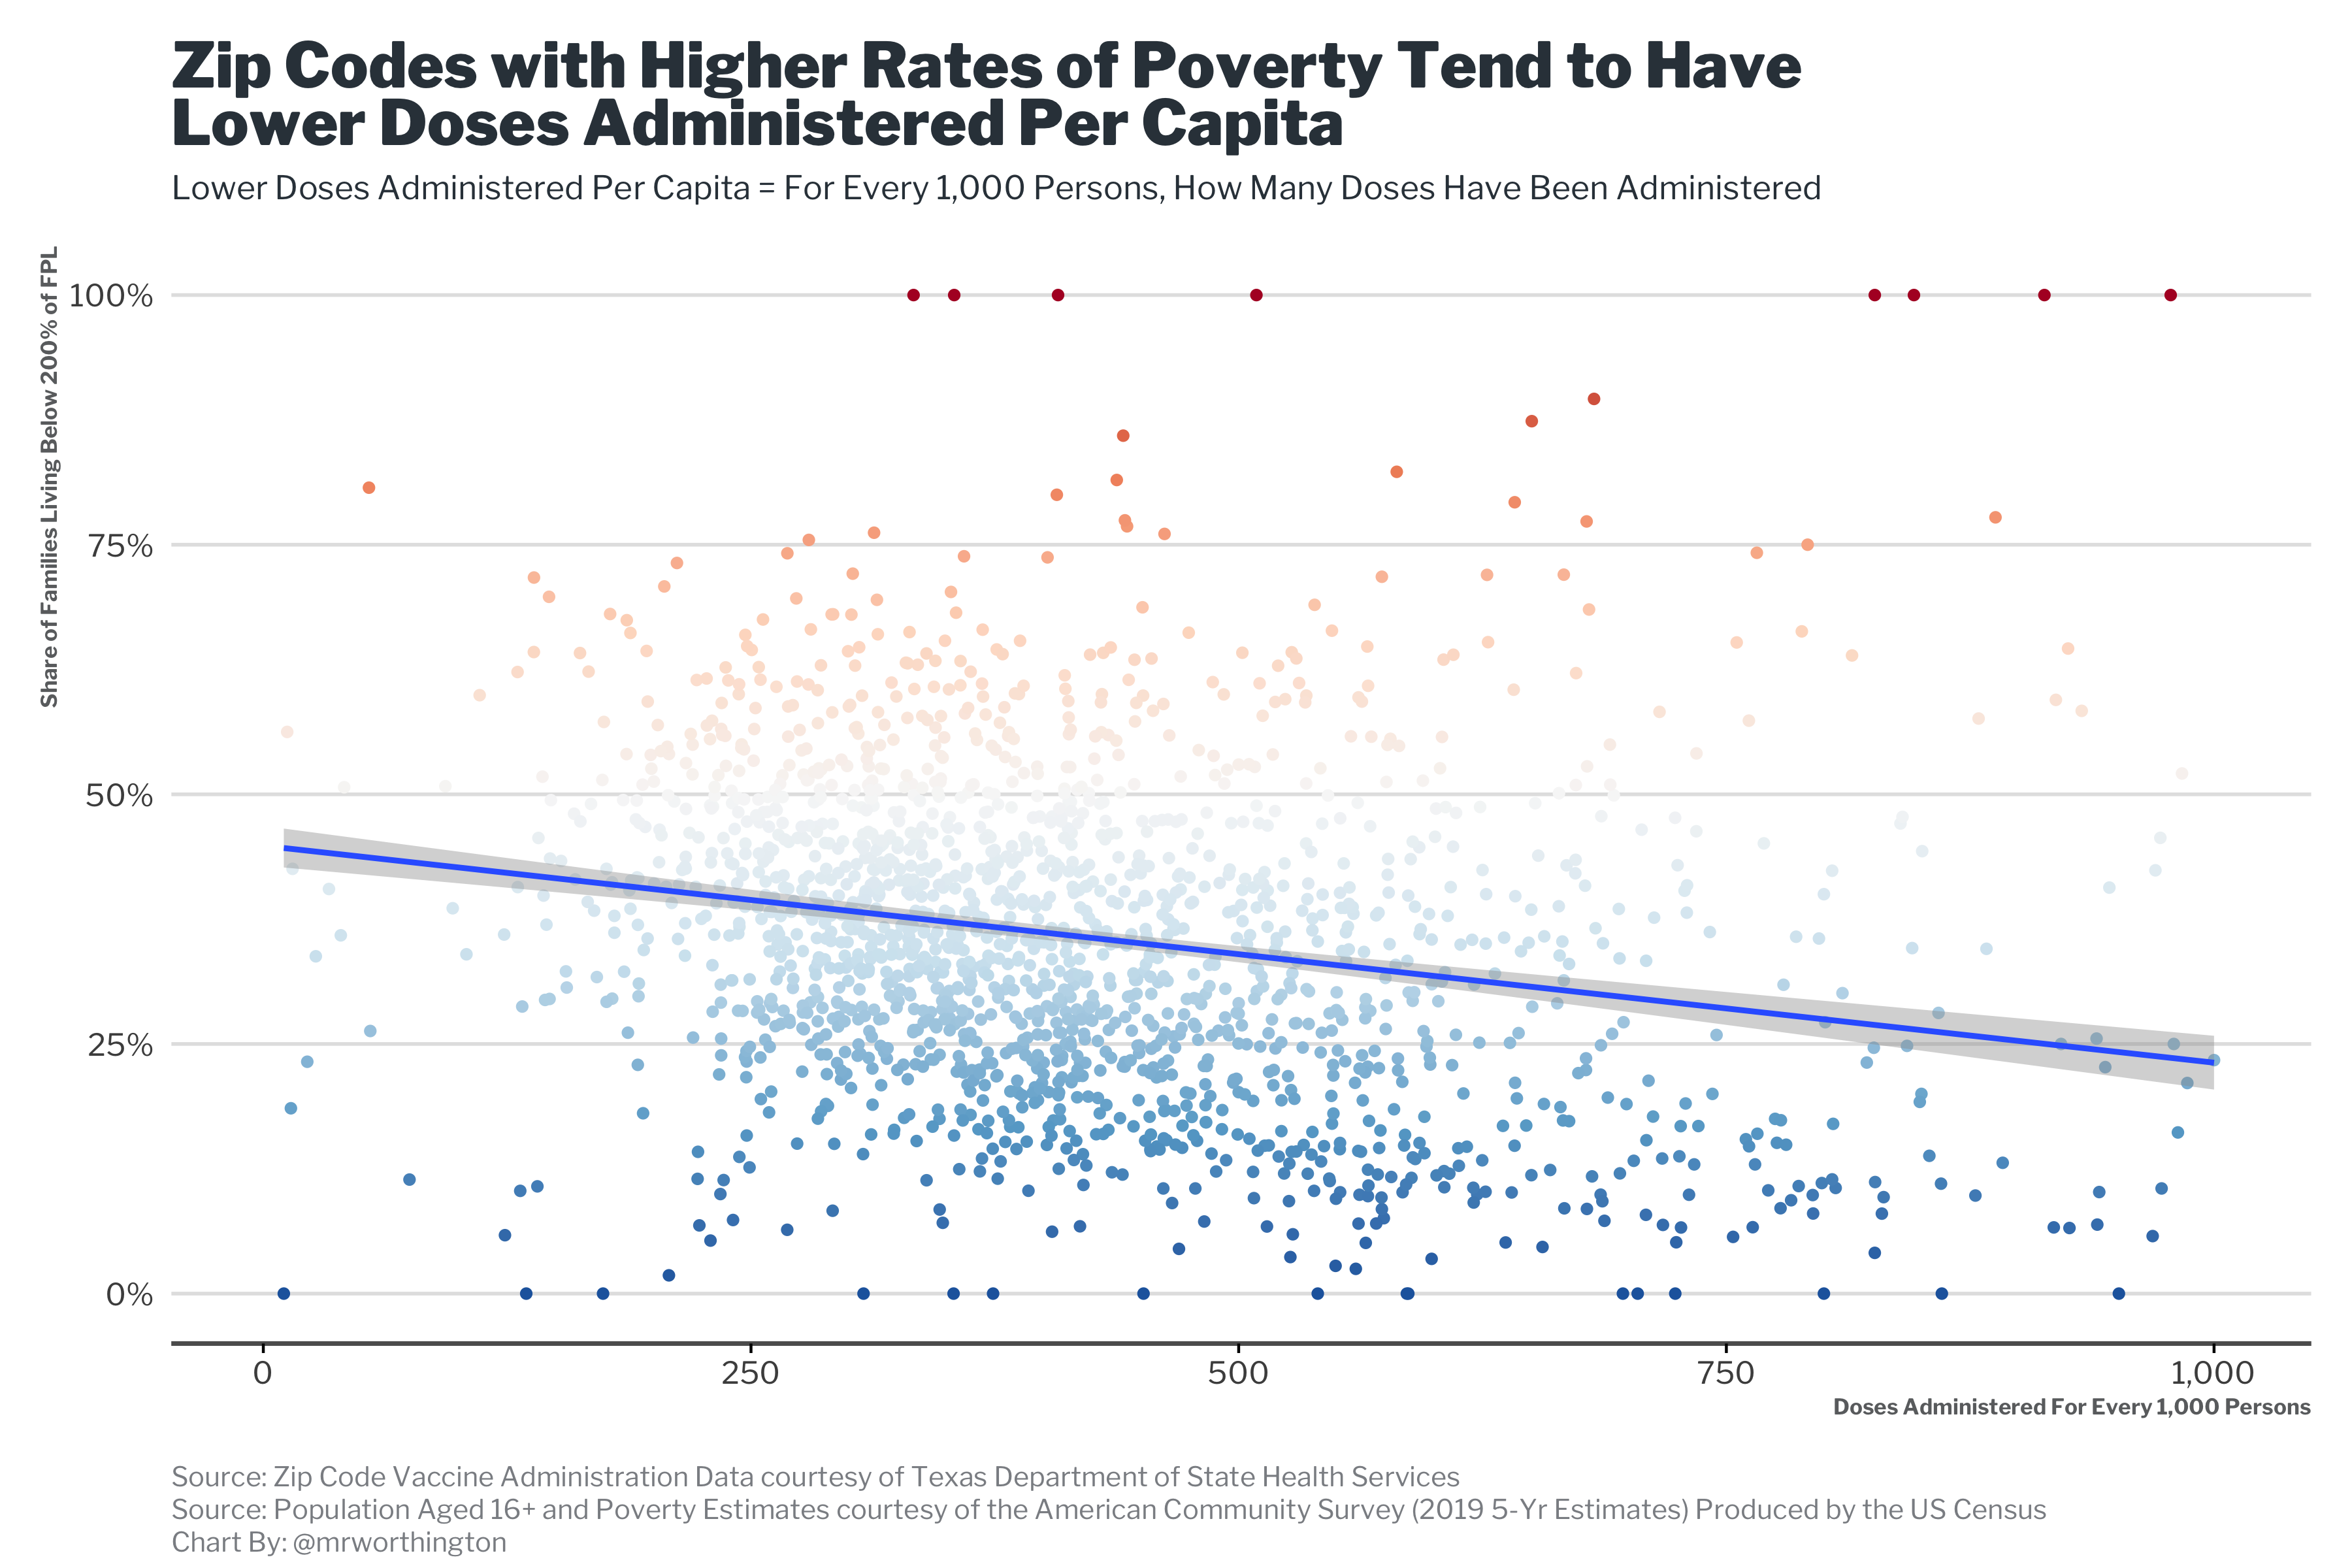 Zip Codes with Higher Rates of Poverty Tend to Have
Lower Doses Administered Per Capita
Lower Doses Administered Per Capita = For Every 1,000 Persons, How Many Doses Have Been Administered
Share of Families Living Below 200% of FPL
100%
75%
50%
25%
0%
0
250
500
750
1,000
Doses Administered For Every 1,000 Persons
Source: Zip Code Vaccine Administration Data courtesy of Texas Department of State Health Services
Source: Population Aged 16+ and Poverty Estimates courtesy of the American Community Survey (2019 5-Yr Estimates) Produced by the US Census
Chart By: @mrworthington